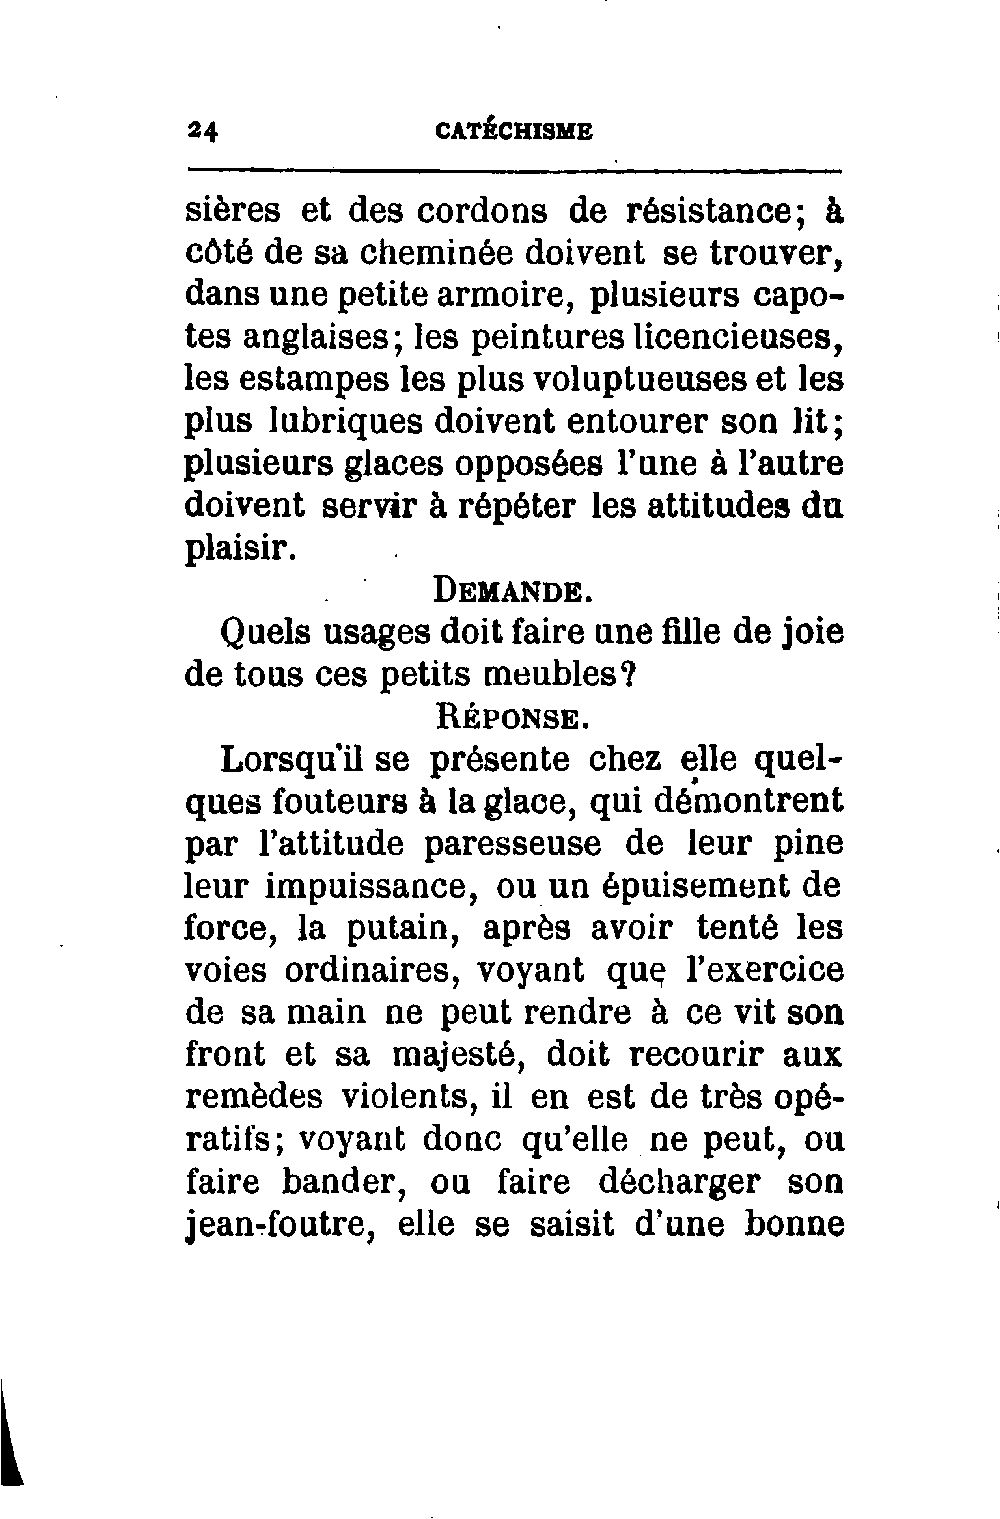 24 CATÉCHISME
sières et des cordons de résistance; à
côté de sa cheminée doivent se trouver,
dans une petite armoire, plusieurs capo-
tes anglaises; les peintures licencieuses,
les estampes les plus voluptueuses et les
plus lubriques doivent entourer son lit;
plusieurs glaces opposées l'une à l'autre
doivent servir à répéter les attitudes du
plaisir.
DEMANDE.
Quels usages doit faire une fille de joie
de tous ces petits meubles?
RÉPONSE.
Lorsqu'il se présente chez elle quel-
ques fouteurs à la glace, qui démontrent
par l'attitude paresseuse de leur pine
leur impuissance, ou un épuisement de
force, la putain, après avoir tenté les
voies ordinaires, voyant que l'exercice
de sa main ne peut rendre à ce vit son
front et sa majesté, doit recourir aux
remèdes violents, il en est de très opé-
ratifs; voyant donc qu'elle ne peut, ou
faire bander, ou faire décharger son
jean-foutre, elle se saisit d'une bonne